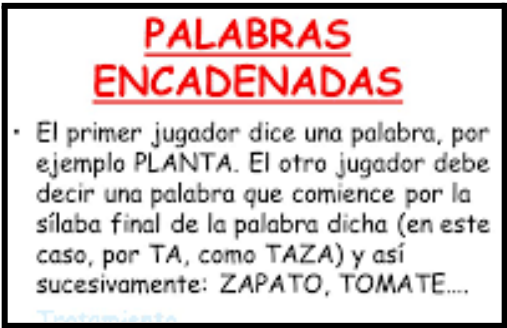 PALABRAS
ENCADENADAS
• El primer jugador dice una palabra, por
ejemplo PLANTA. El otro jugador debe
decir una palabra que comience por la
sílaba final de la palabra dicha (en este
caso, por TA, como TAZA) y así
sucesivamente: ZAPATO, TOMATE....
Tratamiento